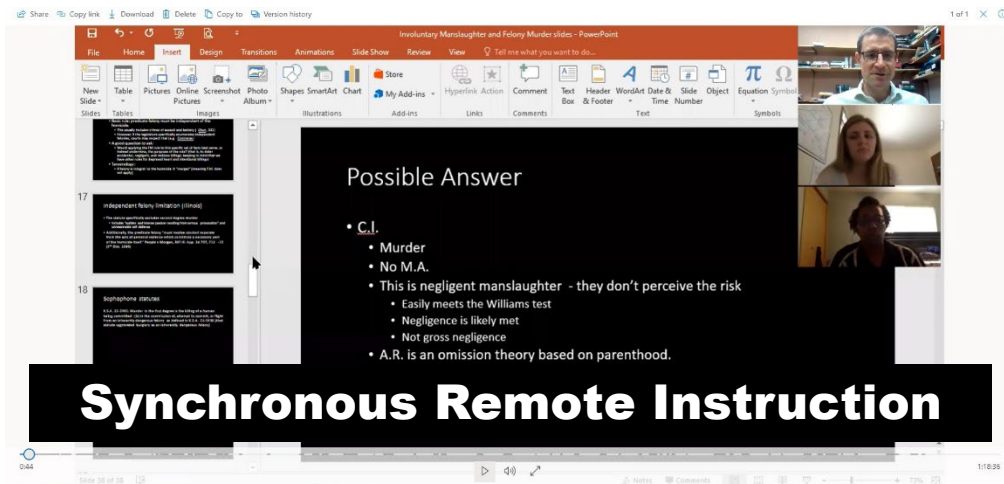 Share Copy link Download Delete Copy to Version history 1 of 1
Involuntary Manslaughter and Felony Murder slides - PowerPoint
File Home Insert Design Transitions Animations Slide Show Review View Tell me what you want to do...
New Slide Table Pictures Online Pictures Screenshot Photo Album Shapes SmartArt Chart Store My Add-ins Hyperlink Action Comment Text Box Header & Footer WordArt Date & Time Slide Number Object Equation Symbol
Slides Tables Images Illustrations Add-ins Links Comments Text Symbols
17
Independent felony limitation (Illinois)
18
Sophophone statutes
Possible Answer
• C.I.
• Murder
• No M.A.
• This is negligent manslaughter - they don't perceive the risk
• Easily meets the Williams test
• Negligence is likely met
• Not gross negligence
• A.R. is an omission theory based on parenthood.
Synchronous Remote Instruction
0:44
1:18:36
Slide 38 of 38
Notes Comments 73%